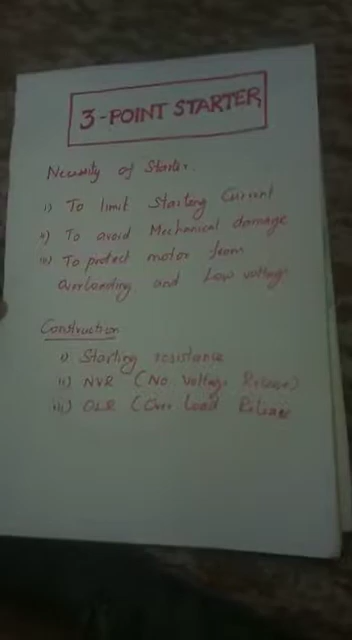 3-POINT STARTER
Necessity of Starter.
i) To limit Starting Current
ii) To avoid Mechanical damage
iii) To protect motor from
overloading and Low voltage
Construction
i) Starting resistance
ii) NVR (No voltage Release)
iii) OLR (Over Load Release